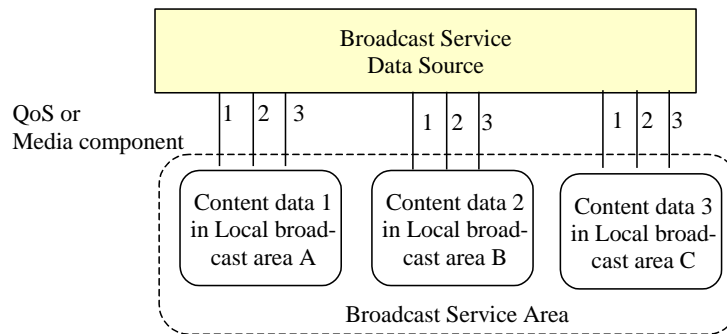 Broadcast Service
Data Source
QoS or
Media component
1 2 3
1 2 3
1 2 3
Content data 1
in Local broad-
cast area A
Content data 2
in Local broad-
cast area B
Content data 3
in Local broad-
cast area C
Broadcast Service Area